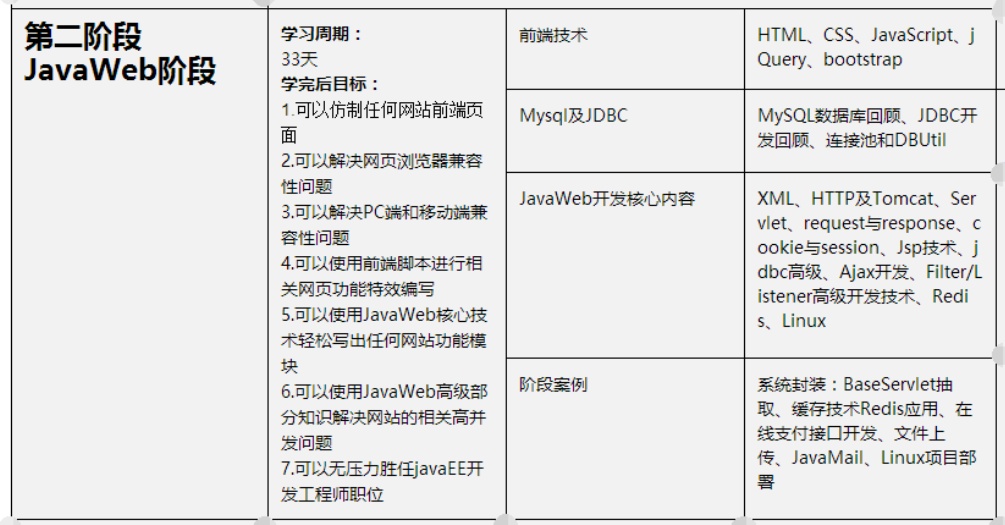 第二阶段
JavaWeb阶段
学习周期：
33天
学完后目标：
1.可以仿制任何网站前端页
面
2.可以解决网页浏览器兼容
性问题
3.可以解决PC端和移动端兼
容性问题
4.可以使用前端脚本进行相
关网页功能特效编写
5.可以使用JavaWeb核心技
术轻松写出任何网站功能模
块
6.可以使用JavaWeb高级部
分知识解决网站的相关高并
发问题
7.可以无压力胜任javaEE开
发工程师职位
前端技术
HTML、CSS、JavaScript、j
Query、bootstrap
Mysql及JDBC
MySQL数据库回顾、JDBC开
发回顾、连接池和DBUtil
JavaWeb开发核心内容
XML、HTTP及Tomcat、Ser
vlet、request与response、c
ookie与session、Jsp技术、j
dbc高级、Ajax开发、Filter/L
istener高级开发技术、Redi
s、Linux
阶段案例
系统封装：BaseServlet抽
取、缓存技术Redis应用、在
线支付接口开发、文件上
传、JavaMail、Linux项目部
署